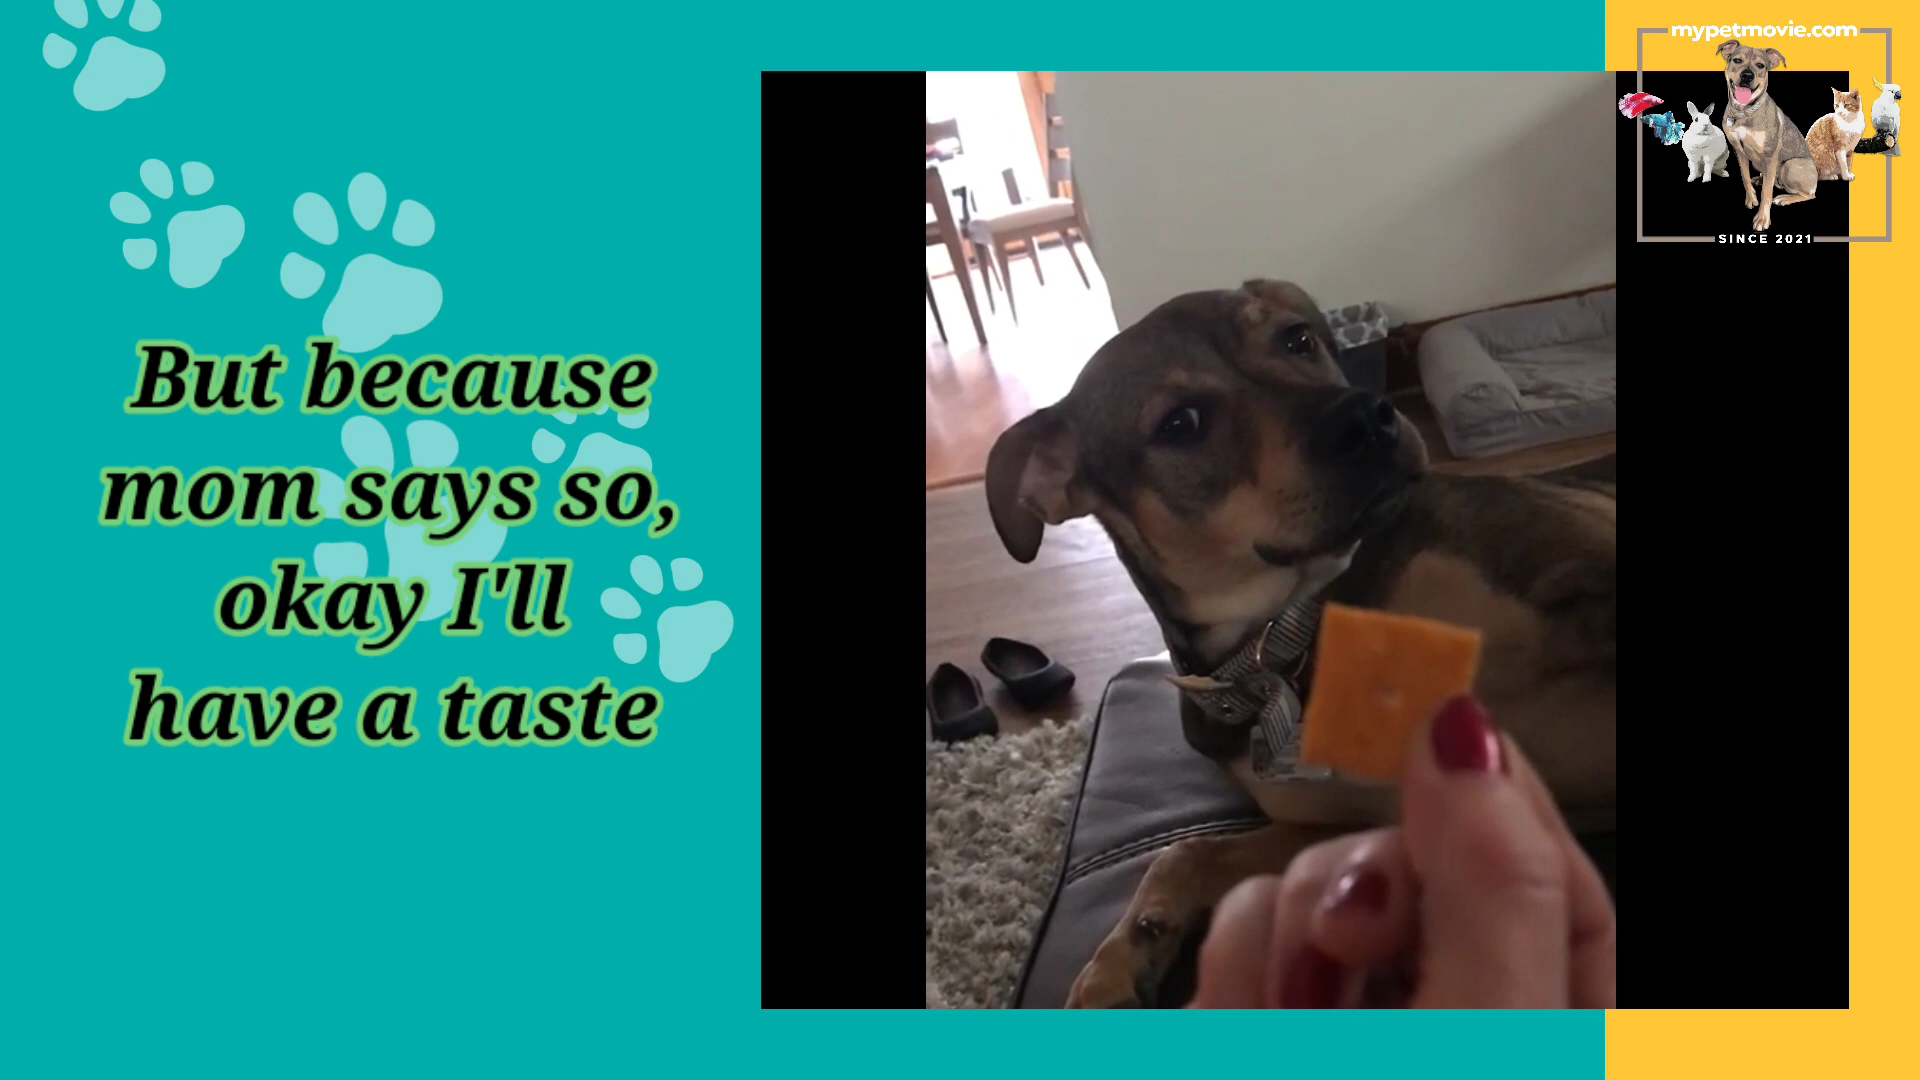 mypetmovie.com
SINCE 2021
But because
mom says so,
okay I'll
have a taste